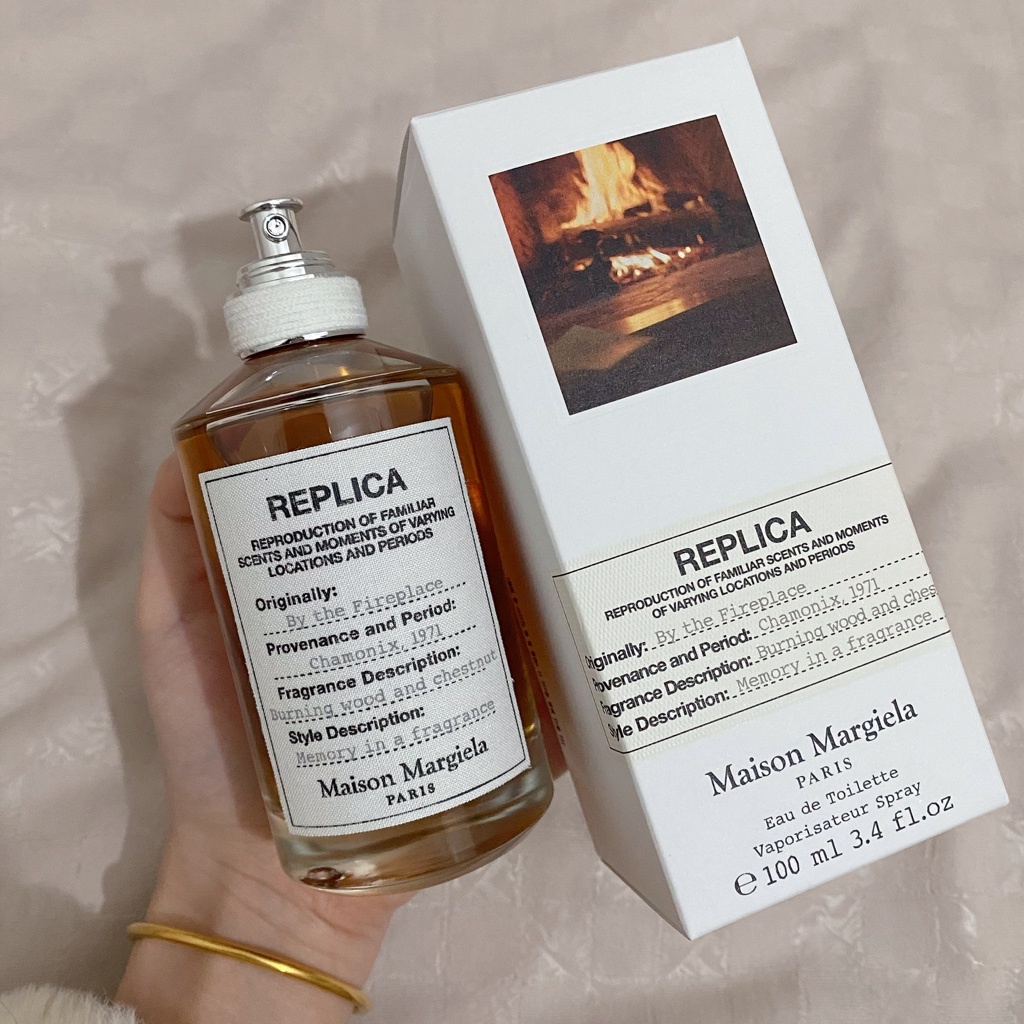 REPLICA
REPRODUCTION OF FAMILIAR
SCENTS AND MOMENTS OF VARYING
LOCATIONS AND PERIODS
Originally:
By the Fireplace
Provenance and Period:
Chamonix, 1971
Fragrance Description:
Burning wood and chestnut
Style Description:
Memory in a fragrance
Maison Margiela
PARIS
REPLICA
REPRODUCTION OF FAMILIAR SCENTS AND MOMENTS
OF VARYING LOCATIONS AND PERIODS
Originally: By the Fireplace
Provenance and Period: Chamonix, 1971
Fragrance Description: Burning wood and ches
Style Description: Memory in a fragrance
Maison Margiela
PARIS
Eau de Toilette
Vaporisateur Spray
℮ 100 ml 3.4 fl.oz